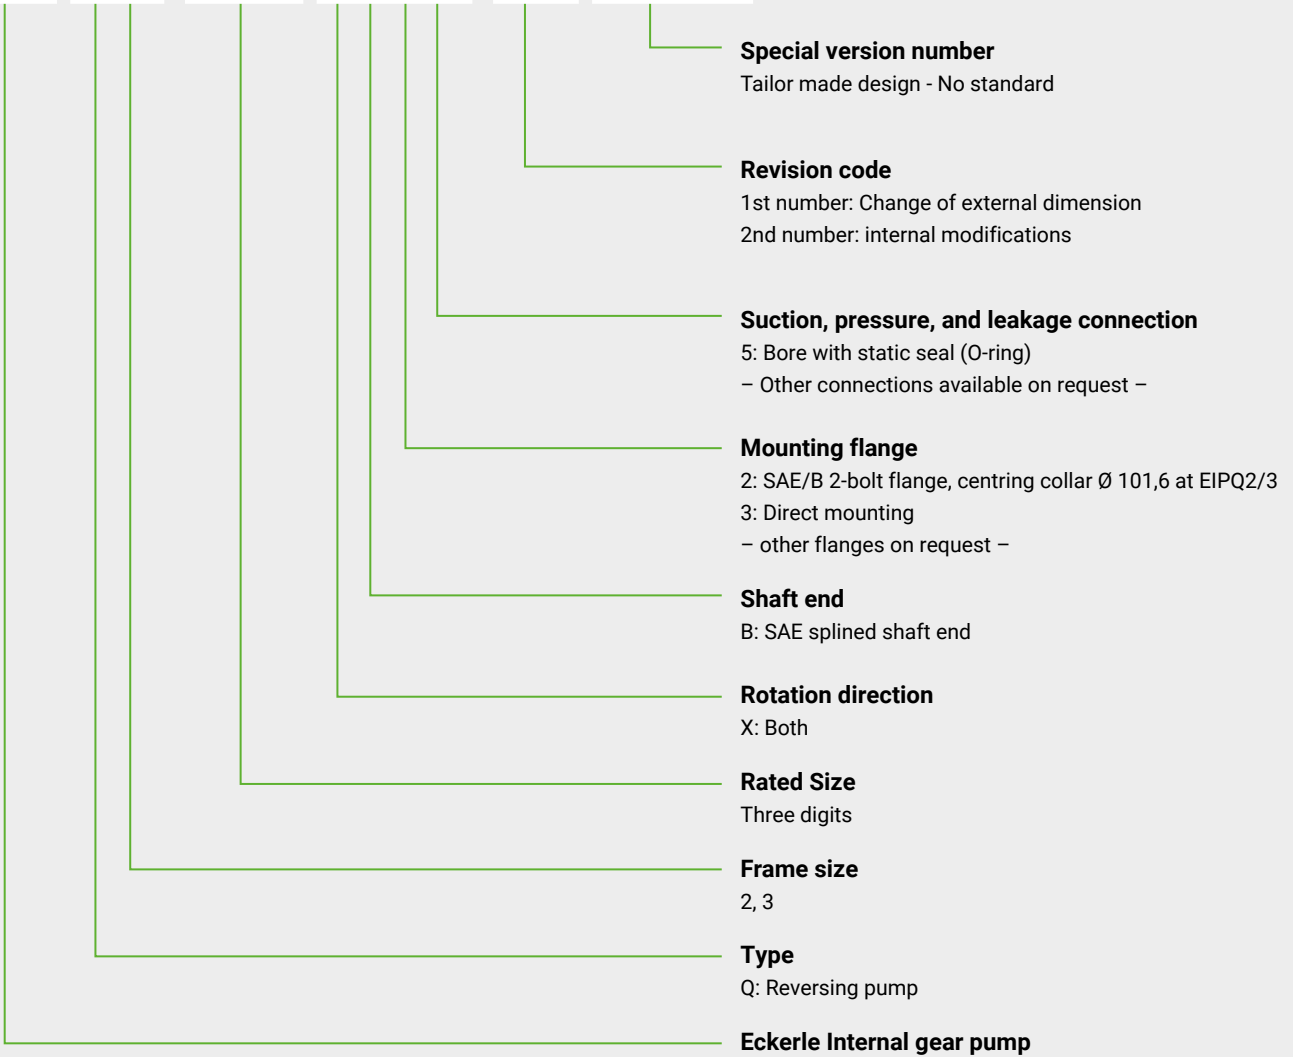 Special version number
Tailor made design - No standard
Revision code
1st number: Change of external dimension
2nd number: internal modifications
Suction, pressure, and leakage connection
5: Bore with static seal (O-ring)
– Other connections available on request –
Mounting flange
2: SAE/B 2-bolt flange, centring collar Ø 101,6 at EIPQ2/3
3: Direct mounting
– other flanges on request –
Shaft end
B: SAE splined shaft end
Rotation direction
X: Both
Rated Size
Three digits
Frame size
2, 3
Type
Q: Reversing pump
Eckerle Internal gear pump